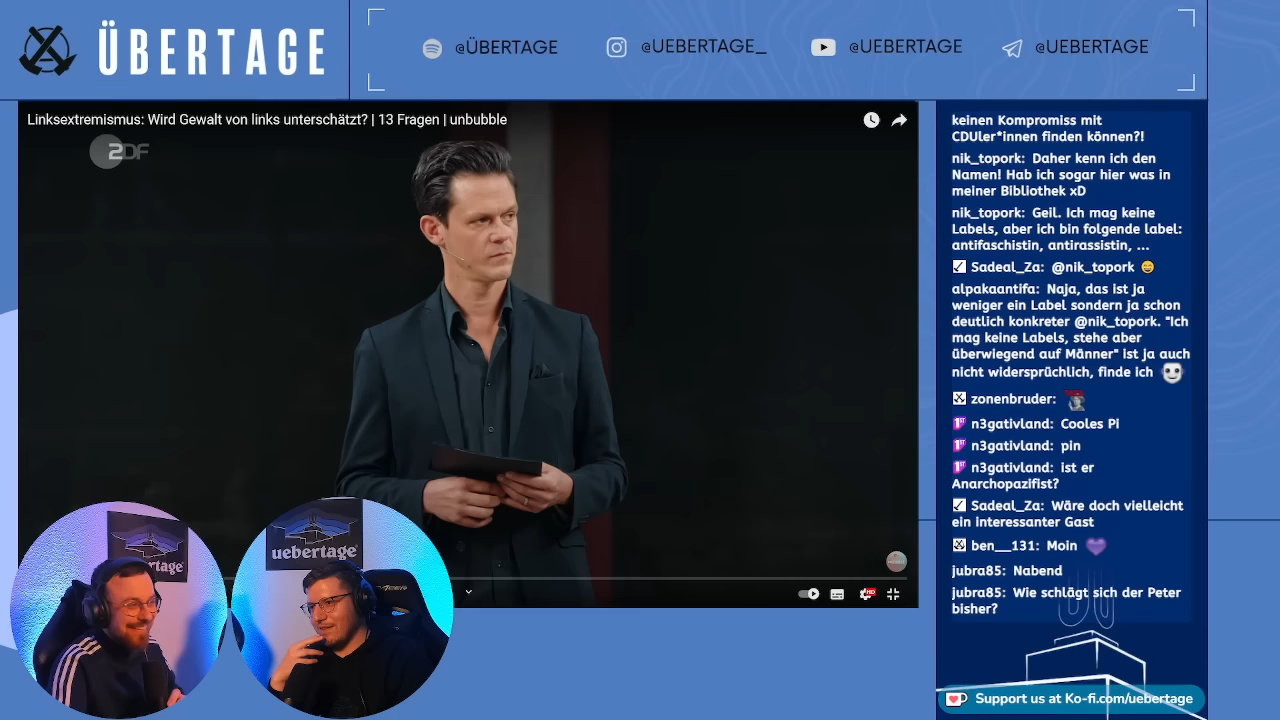 ÜBERTAGE
@ÜBERTAGE
@UEBERTAGE_
@UEBERTAGE
@UEBERTAGE
Linksextremismus: Wird Gewalt von links unterschätzt? | 13 Fragen | unbubble
ZDF
uebertage
uebertage
HD
keinen Kompromiss mit
CDUler*innen finden können?!
nik_topork: Daher kenn ich den
Namen! Hab ich sogar hier was in
meiner Bibliothek xD
nik_topork: Geil. Ich mag keine
Labels, aber ich bin folgende label:
antifaschistin, antirassistin, ...
Sadeal_Za: @nik_topork 😄
alpakaantifa: Naja, das ist ja
weniger ein Label sondern ja schon
deutlich konkreter @nik_topork. "Ich
mag keine Labels, stehe aber
überwiegend auf Männer" ist ja auch
nicht widersprüchlich, finde ich
zonenbruder:
n3gativland: Cooles Pi
n3gativland: pin
n3gativland: ist er
Anarchopazifist?
Sadeal_Za: Wäre doch vielleicht
ein interessanter Gast
ben__131: Moin
jubra85: Nabend
jubra85: Wie schlägt sich der Peter
bisher?
Support us at Ko-fi.com/uebertage